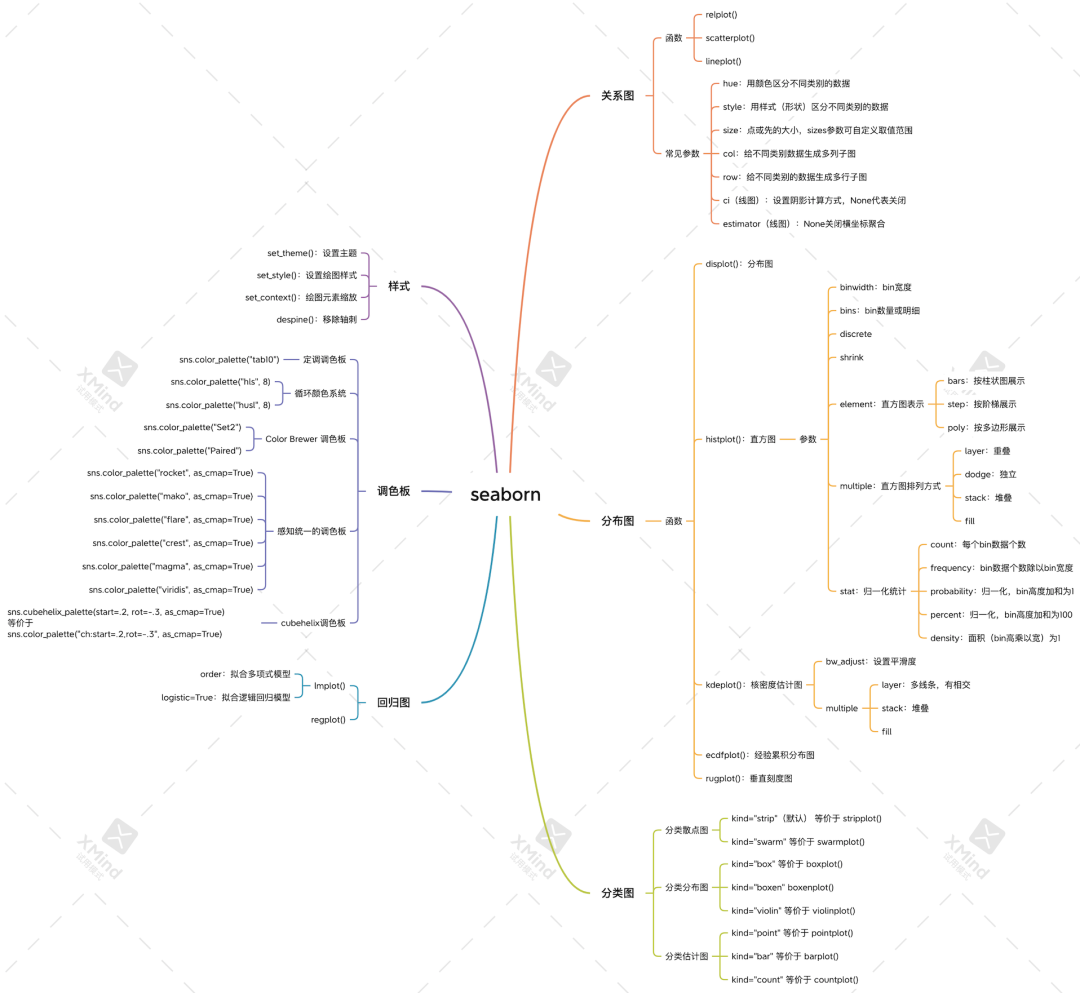 seaborn
关系图
函数
relplot()
scatterplot()
lineplot()
常见参数
hue：用颜色区分不同类别的数据
style：用样式（形状）区分不同类别的数据
size：点或先的大小，sizes参数可自定义取值范围
col：给不同类别数据生成多列子图
row：给不同类别的数据生成多行子图
ci（线图）：设置阴影计算方式，None代表关闭
estimator（线图）：None关闭横坐标聚合
分布图
函数
displot()：分布图
histplot()：直方图
参数
binwidth：bin宽度
bins：bin数量或明细
discrete
shrink
element：直方图表示
bars：按柱状图展示
step：按阶梯展示
poly：按多边形展示
multiple：直方图排列方式
layer：重叠
dodge：独立
stack：堆叠
fill
stat：归一化统计
count：每个bin数据个数
frequency：bin数据个数除以bin宽度
probability：归一化，bin高度加和为1
percent：归一化，bin高度加和为100
density：面积（bin高乘以宽）为1
kdeplot()：核密度估计图
bw_adjust：设置平滑度
multiple
layer：多线条，有相交
stack：堆叠
fill
ecdfplot()：经验累积分布图
rugplot()：垂直刻度图
分类图
分类散点图
kind="strip"（默认） 等价于 stripplot()
kind="swarm" 等价于 swarmplot()
分类分布图
kind="box" 等价于 boxplot()
kind="boxen" boxenplot()
kind="violin" 等价于 violinplot()
分类估计图
kind="point" 等价于 pointplot()
kind="bar" 等价于 barplot()
kind="count" 等价于 countplot()
样式
set_theme()：设置主题
set_style()：设置绘图样式
set_context()：绘图元素缩放
despine()：移除轴刺
调色板
定调调色板
sns.color_palette("tab10")
循环颜色系统
sns.color_palette("hls", 8)
sns.color_palette("husl", 8)
Color Brewer 调色板
sns.color_palette("Set2")
sns.color_palette("Paired")
感知统一的调色板
sns.color_palette("rocket", as_cmap=True)
sns.color_palette("mako", as_cmap=True)
sns.color_palette("flare", as_cmap=True)
sns.color_palette("crest", as_cmap=True)
sns.color_palette("magma", as_cmap=True)
sns.color_palette("viridis", as_cmap=True)
cubehelix调色板
sns.cubehelix_palette(start=.2, rot=-.3, as_cmap=True)
等价于
sns.color_palette("ch:start=.2,rot=-.3", as_cmap=True)
回归图
lmplot()
order：拟合多项式模型
logistic=True：拟合逻辑回归模型
regplot()
XMind
试用模式
XMind
试用模式
XMind
试用模式
XMind
试用模式
XMind
试用模式